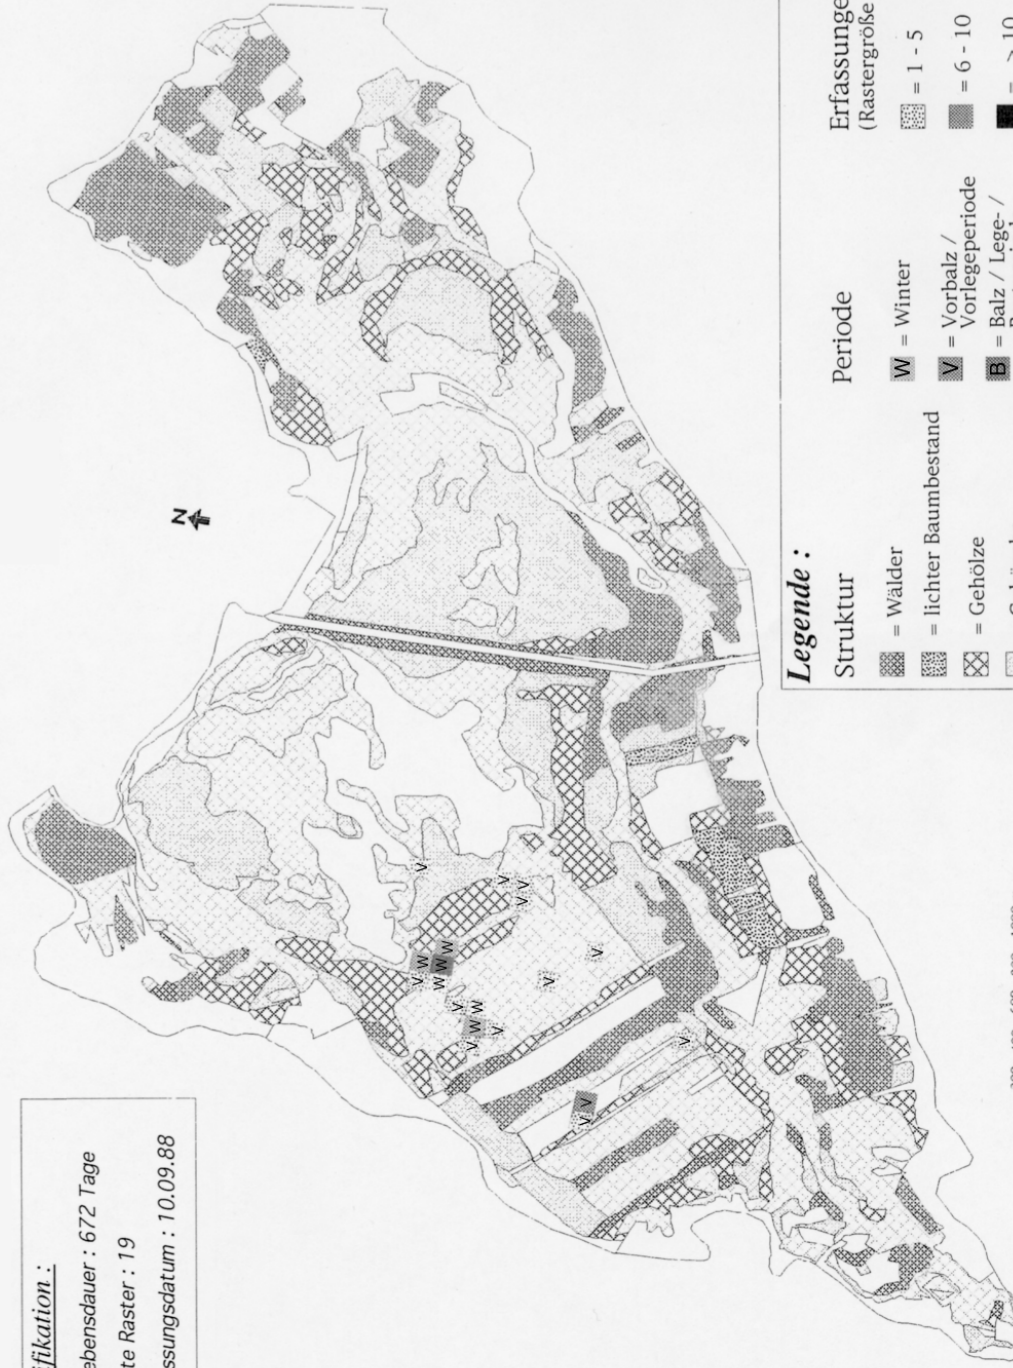 fikation :
ebensdauer : 672 Tage
te Raster : 19
ssungsdatum : 10.09.88
N
Legende :
Struktur
= Wälder
= lichter Baumbestand
= Gehölze
Periode
W = Winter
V = Vorbalz /
Vorlegeperiode
B = Balz / Lege- /
Erfassunge
(Rastergröße
= 1 - 5
= 6 - 10
= > 10
V
V V
V
V W W
W W W
V W
V W
V
V
V
V
V V